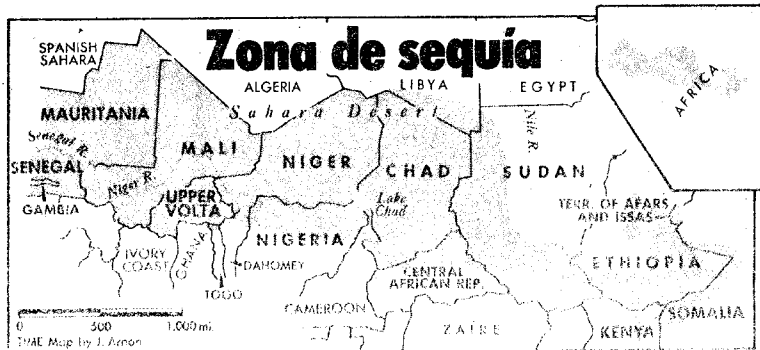 Zona de sequía
SPANISH
SAHARA
ALGERIA
LIBYA
EGYPT
AFRICA
MAURITANIA
Sahara Desert
Nile R.
Senegal R.
MALI
NIGER
CHAD
SUDAN
SENEGAL
Niger R.
UPPER
VOLTA
Lake
Chad
TERR. OF AFARS
AND ISSAS
GAMBIA
NIGERIA
IVORY
COAST
GHANA
DAHOMEY
CENTRAL
AFRICAN REP.
ETHIOPIA
TOGO
CAMEROON
SOMALIA
0 500 1,000 mi.
ZAIRE
KENYA
TIME Map by J. Arnon